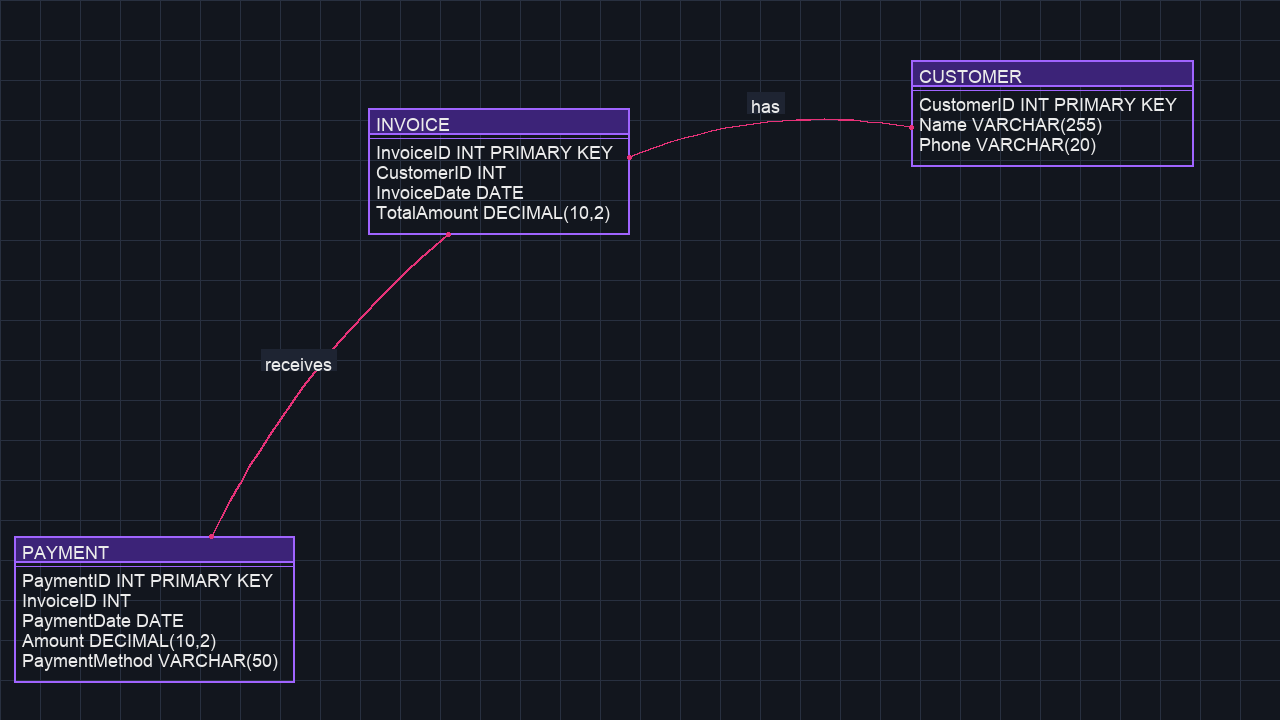 CUSTOMER
CustomerID INT PRIMARY KEY
Name VARCHAR(255)
Phone VARCHAR(20)
has
INVOICE
InvoiceID INT PRIMARY KEY
CustomerID INT
InvoiceDate DATE
TotalAmount DECIMAL(10,2)
receives
PAYMENT
PaymentID INT PRIMARY KEY
InvoiceID INT
PaymentDate DATE
Amount DECIMAL(10,2)
PaymentMethod VARCHAR(50)